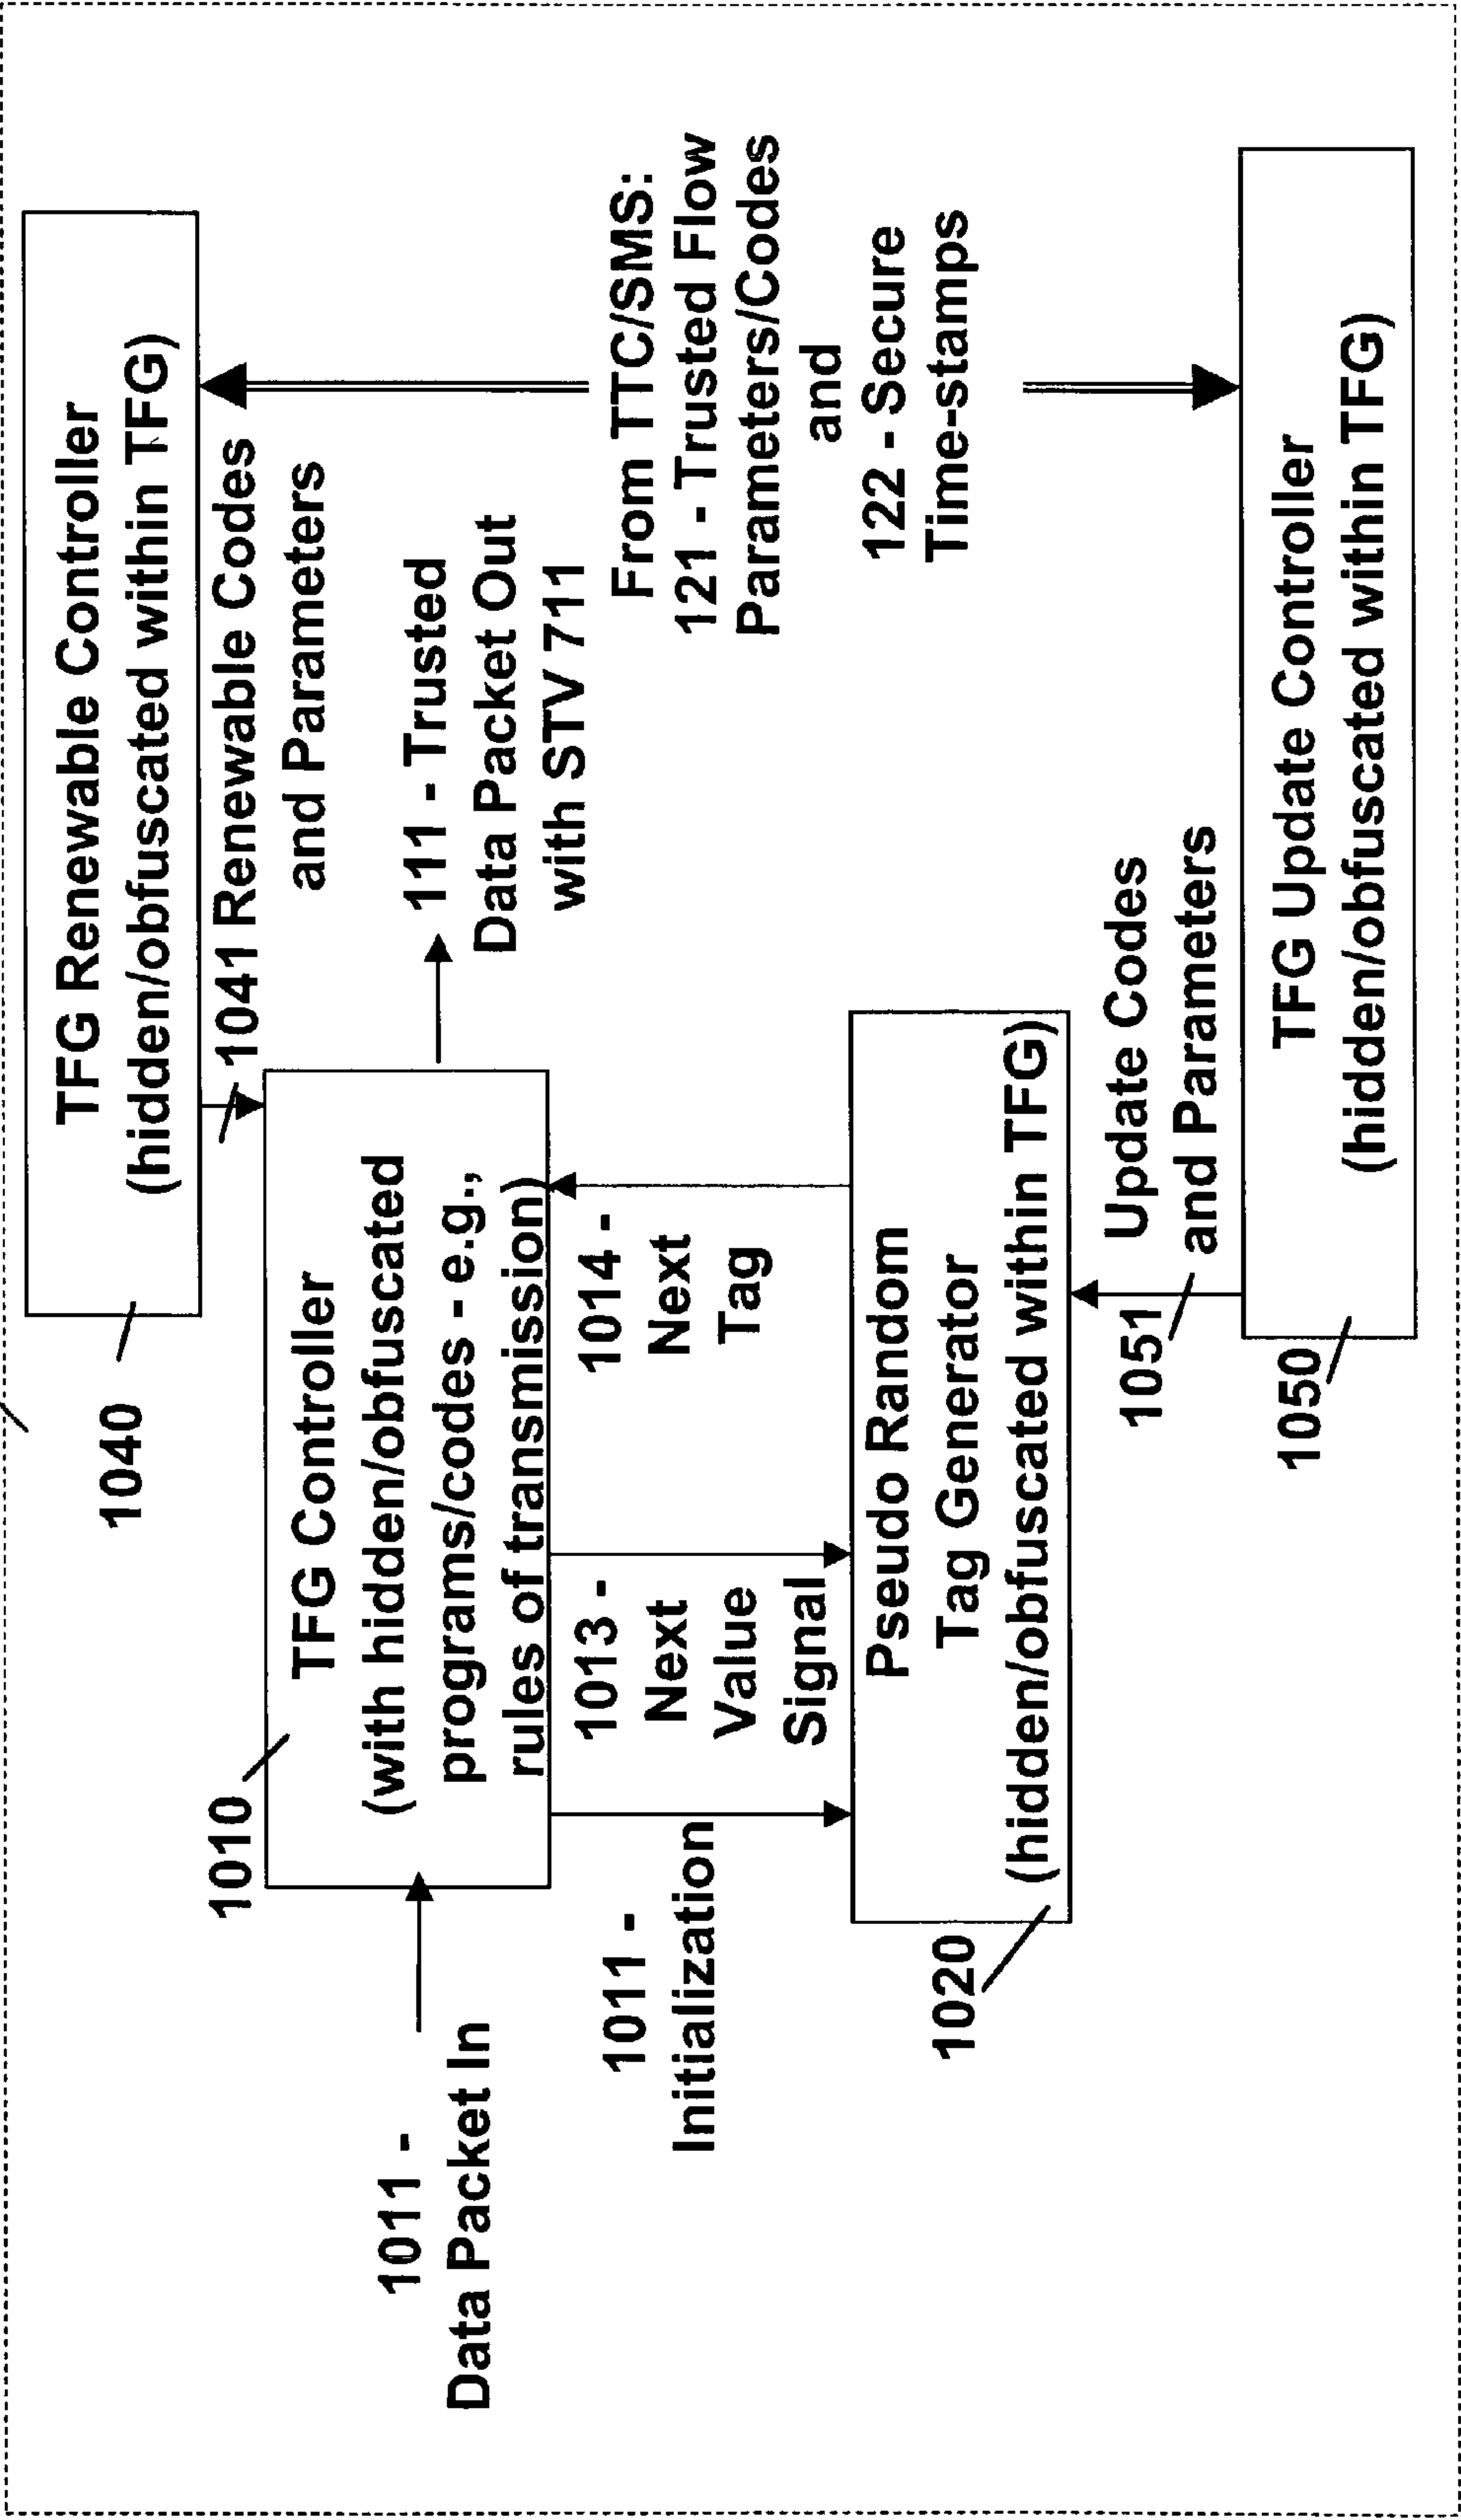 1040
TFG Renewable Controller
(hidden/obfuscated within TFG)
1041 Renewable Codes
and Parameters
1010
TFG Controller
(with hidden/obfuscated
programs/codes - e.g.,
rules of transmission)
1011 -
Data Packet In
111 - Trusted
Data Packet Out
with STV 711
1011 -
Initialization
1013 -
Next
Value
Signal
1014 -
Next
Tag
From TTC/SMS:
121 - Trusted Flow
Parameters/Codes
and
122 - Secure
Time-stamps
1020
Pseudo Random
Tag Generator
(hidden/obfuscated within TFG)
1051
Update Codes
and Parameters
1050
TFG Update Controller
(hidden/obfuscated within TFG)